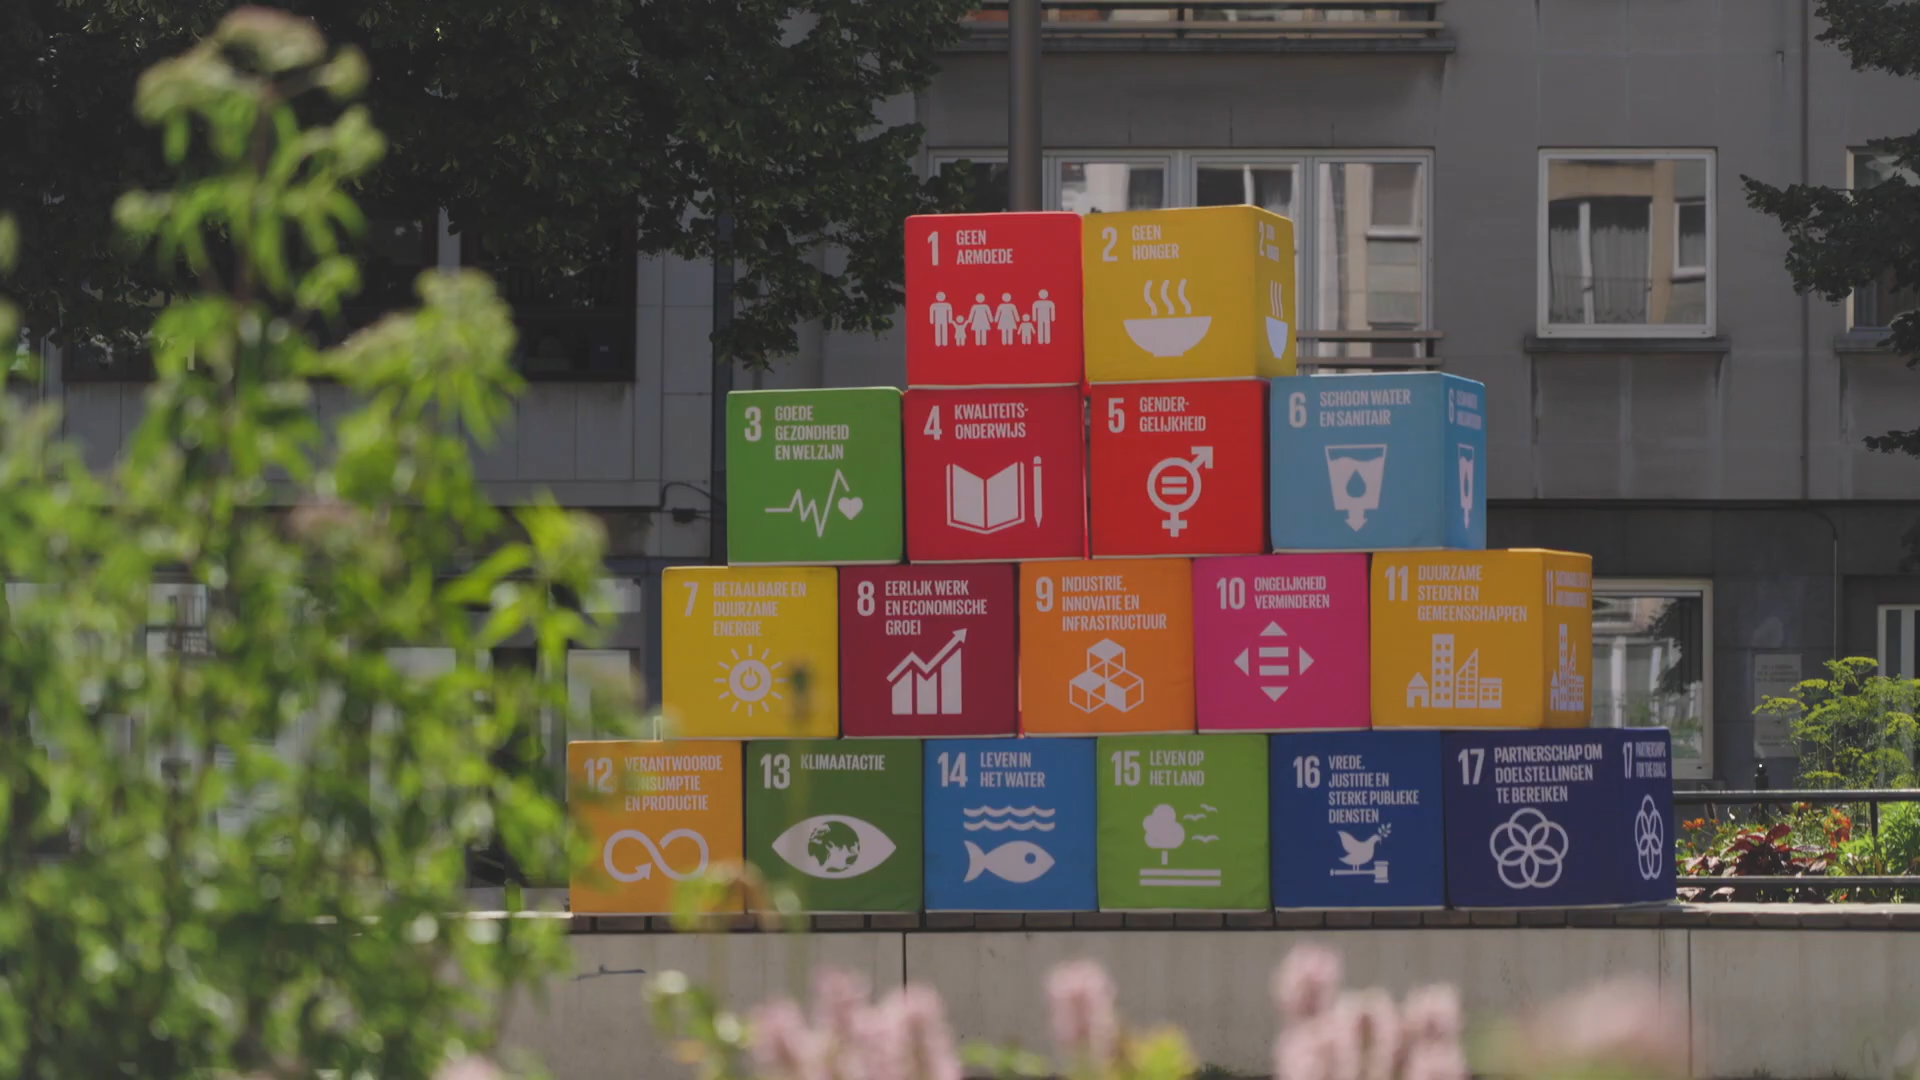 1 GEEN
ARMOEDE
2 GEEN
HONGER
2
3 GOEDE
GEZONDHEID
EN WELZIJN
4 KWALITEITS-
ONDERWIJS
5 GENDER-
GELIJKHEID
6 SCHOON WATER
EN SANITAIR
6
7 BETAALBARE EN
DUURZAME
ENERGIE
8 EERLIJK WERK
EN ECONOMISCHE
GROEI
9 INDUSTRIE,
INNOVATIE EN
INFRASTRUCTUUR
10 ONGELIJKHEID
VERMINDEREN
11 DUURZAME
STEDEN EN
GEMEENSCHAPPEN
11
12 VERANTWOORDE
CONSUMPTIE
EN PRODUCTIE
13 KLIMAATACTIE
14 LEVEN IN
HET WATER
15 LEVEN OP
HET LAND
16 VREDE,
JUSTITIE EN
STERKE PUBLIEKE
DIENSTEN
17 PARTNERSCHAP OM
DOELSTELLINGEN
TE BEREIKEN
17 PARTNERSHIPS
FOR THE GOALS